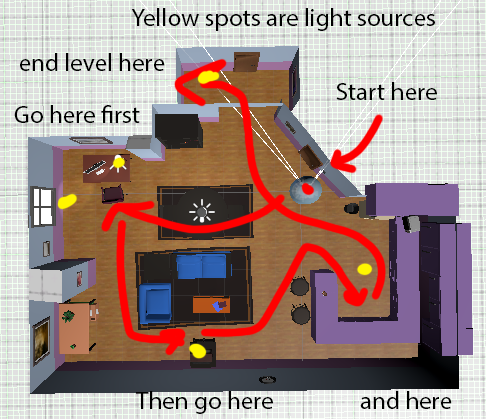 Yellow spots are light sources
end level here
Start here
Go here first
Then go here
and here